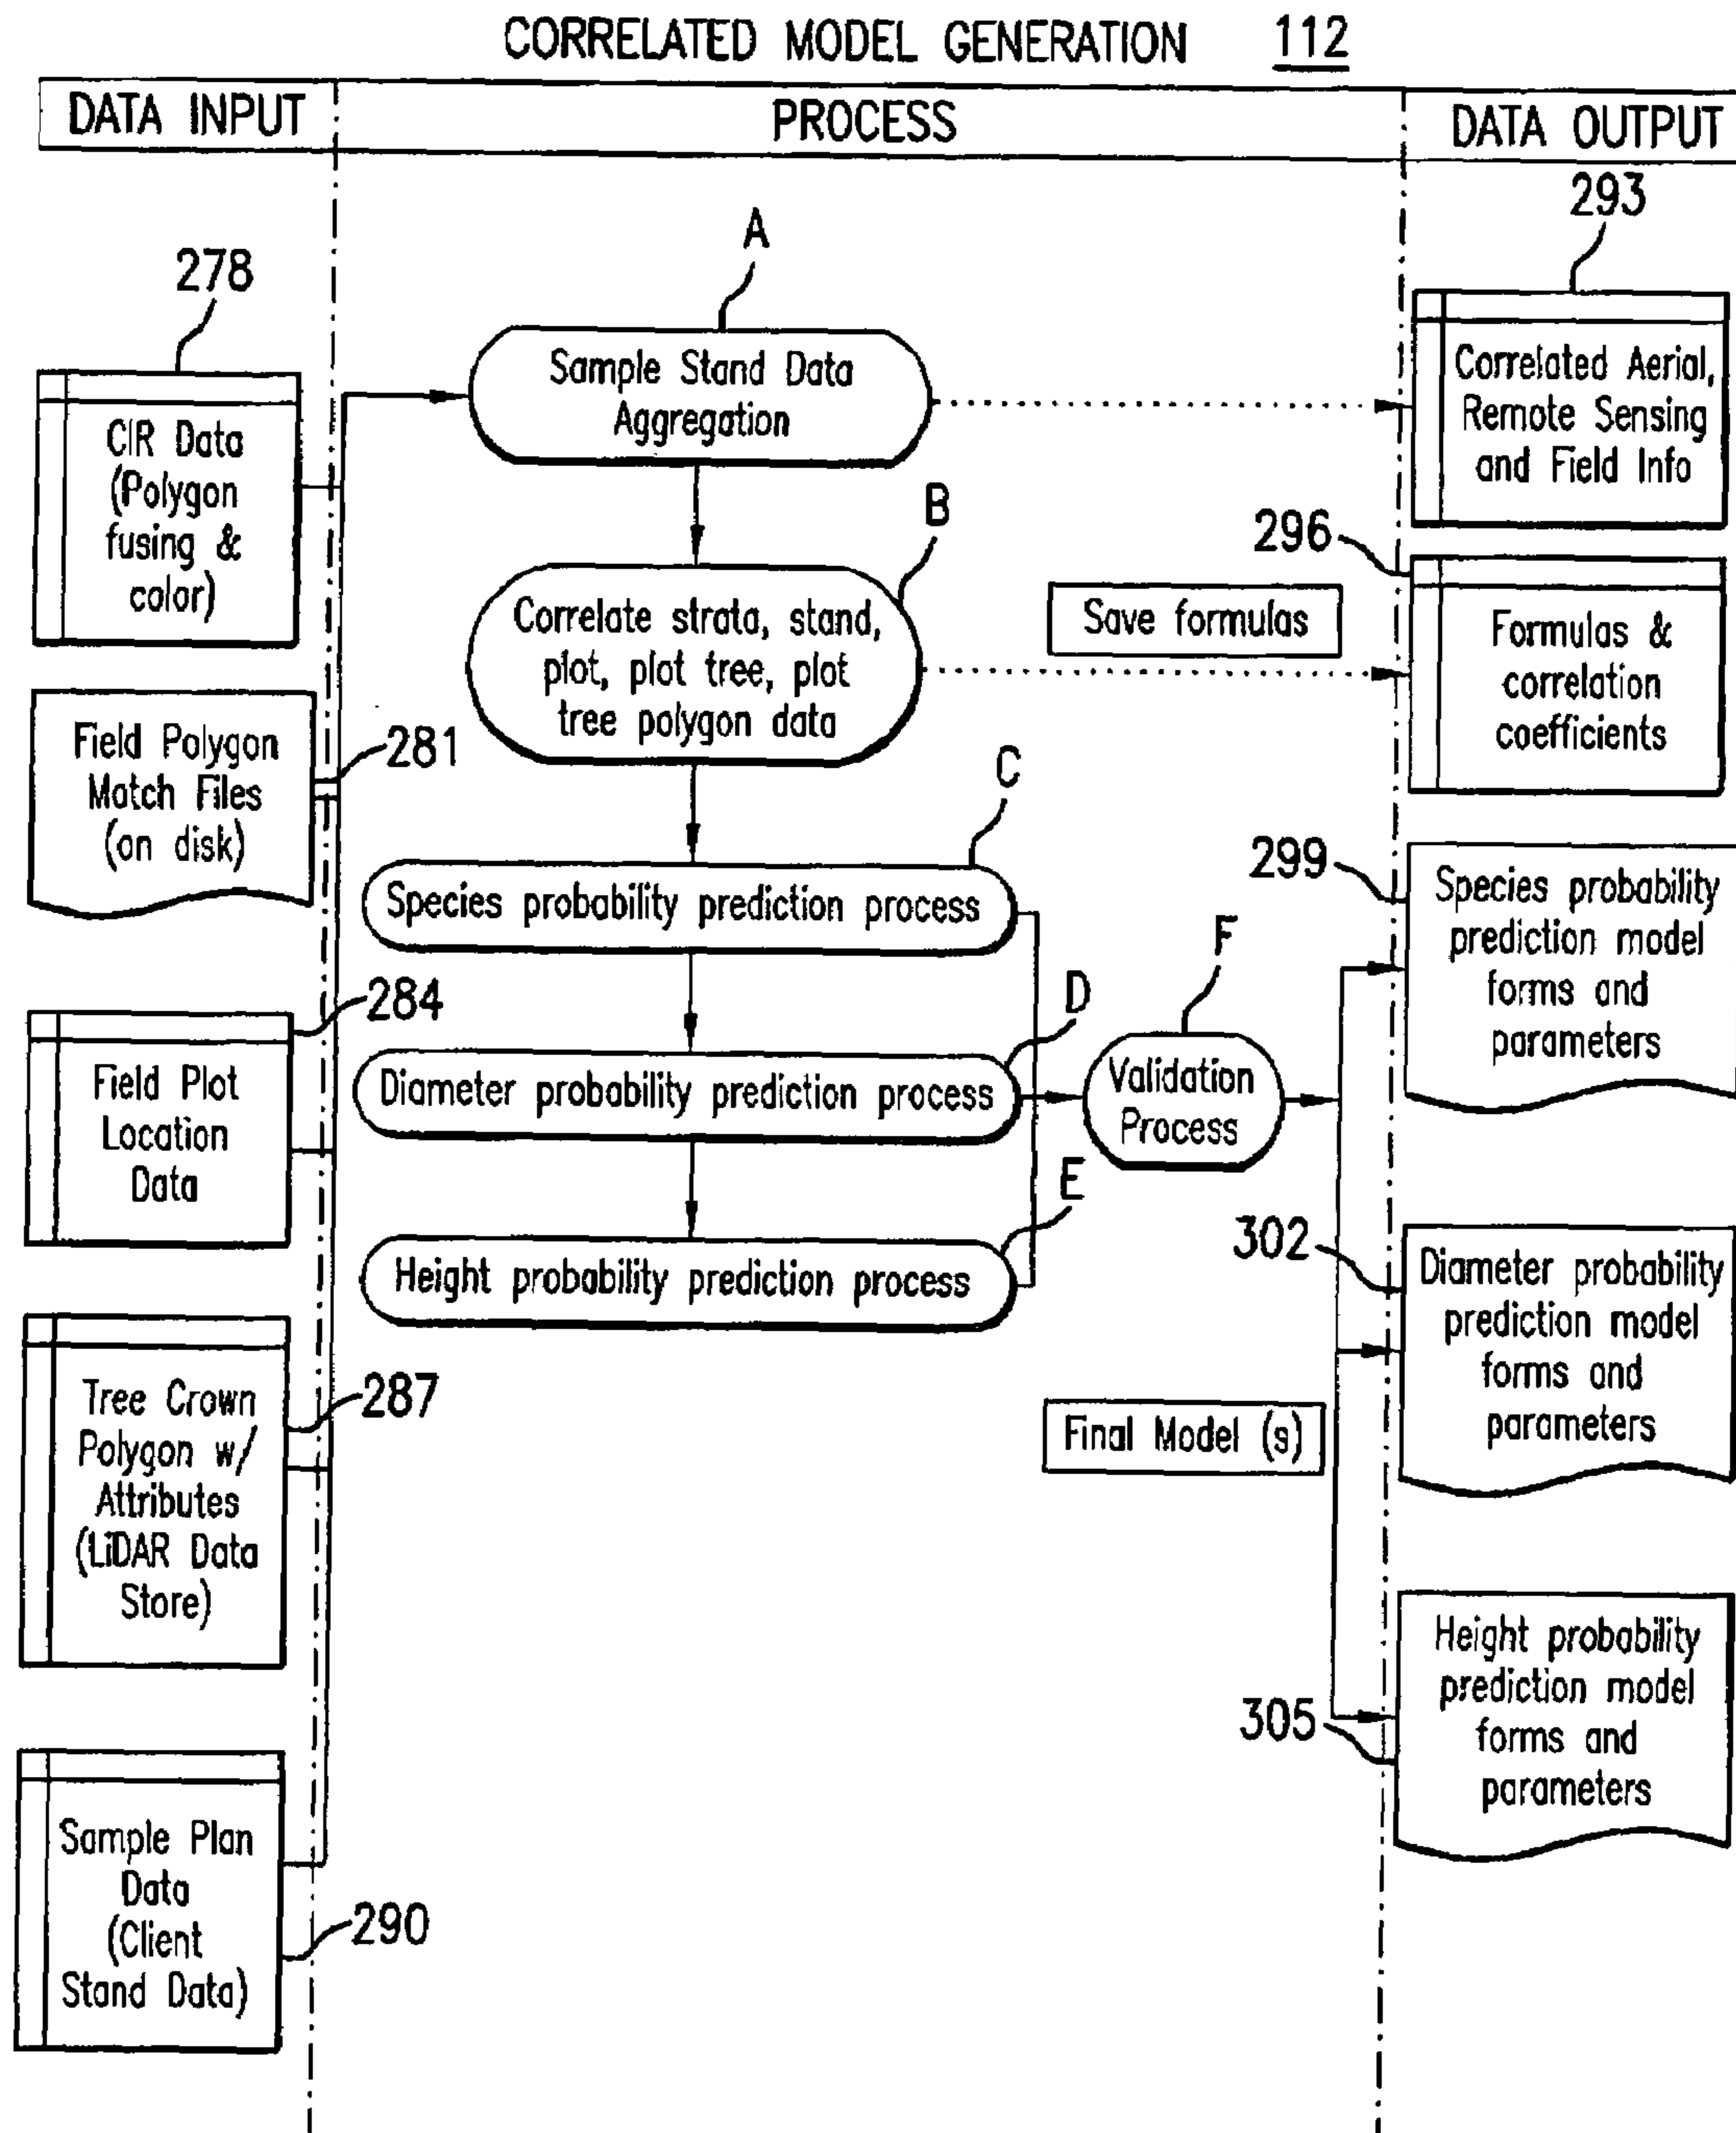 CORRELATED MODEL GENERATION 112
DATA INPUT
PROCESS
DATA OUTPUT
278
CIR Data
(Polygon
fusing &
color)
281
Field Polygon
Match Files
(on disk)
284
Field Plot
Location
Data
287
Tree Crown
Polygon w/
Attributes
(LiDAR Data
Store)
290
Sample Plan
Data
(Client
Stand Data)
A
Sample Stand Data
Aggregation
B
Correlate strata, stand,
plot, plot tree, plot
tree polygon data
Save formulas
C
Species probability prediction process
D
Diameter probability prediction process
E
Height probability prediction process
F
Validation
Process
Final Model (s)
293
Correlated Aerial,
Remote Sensing
and Field Info
296
Formulas &
correlation
coefficients
299
Species probability
prediction model
forms and
parameters
302
Diameter probability
prediction model
forms and
parameters
305
Height probability
prediction model
forms and
parameters